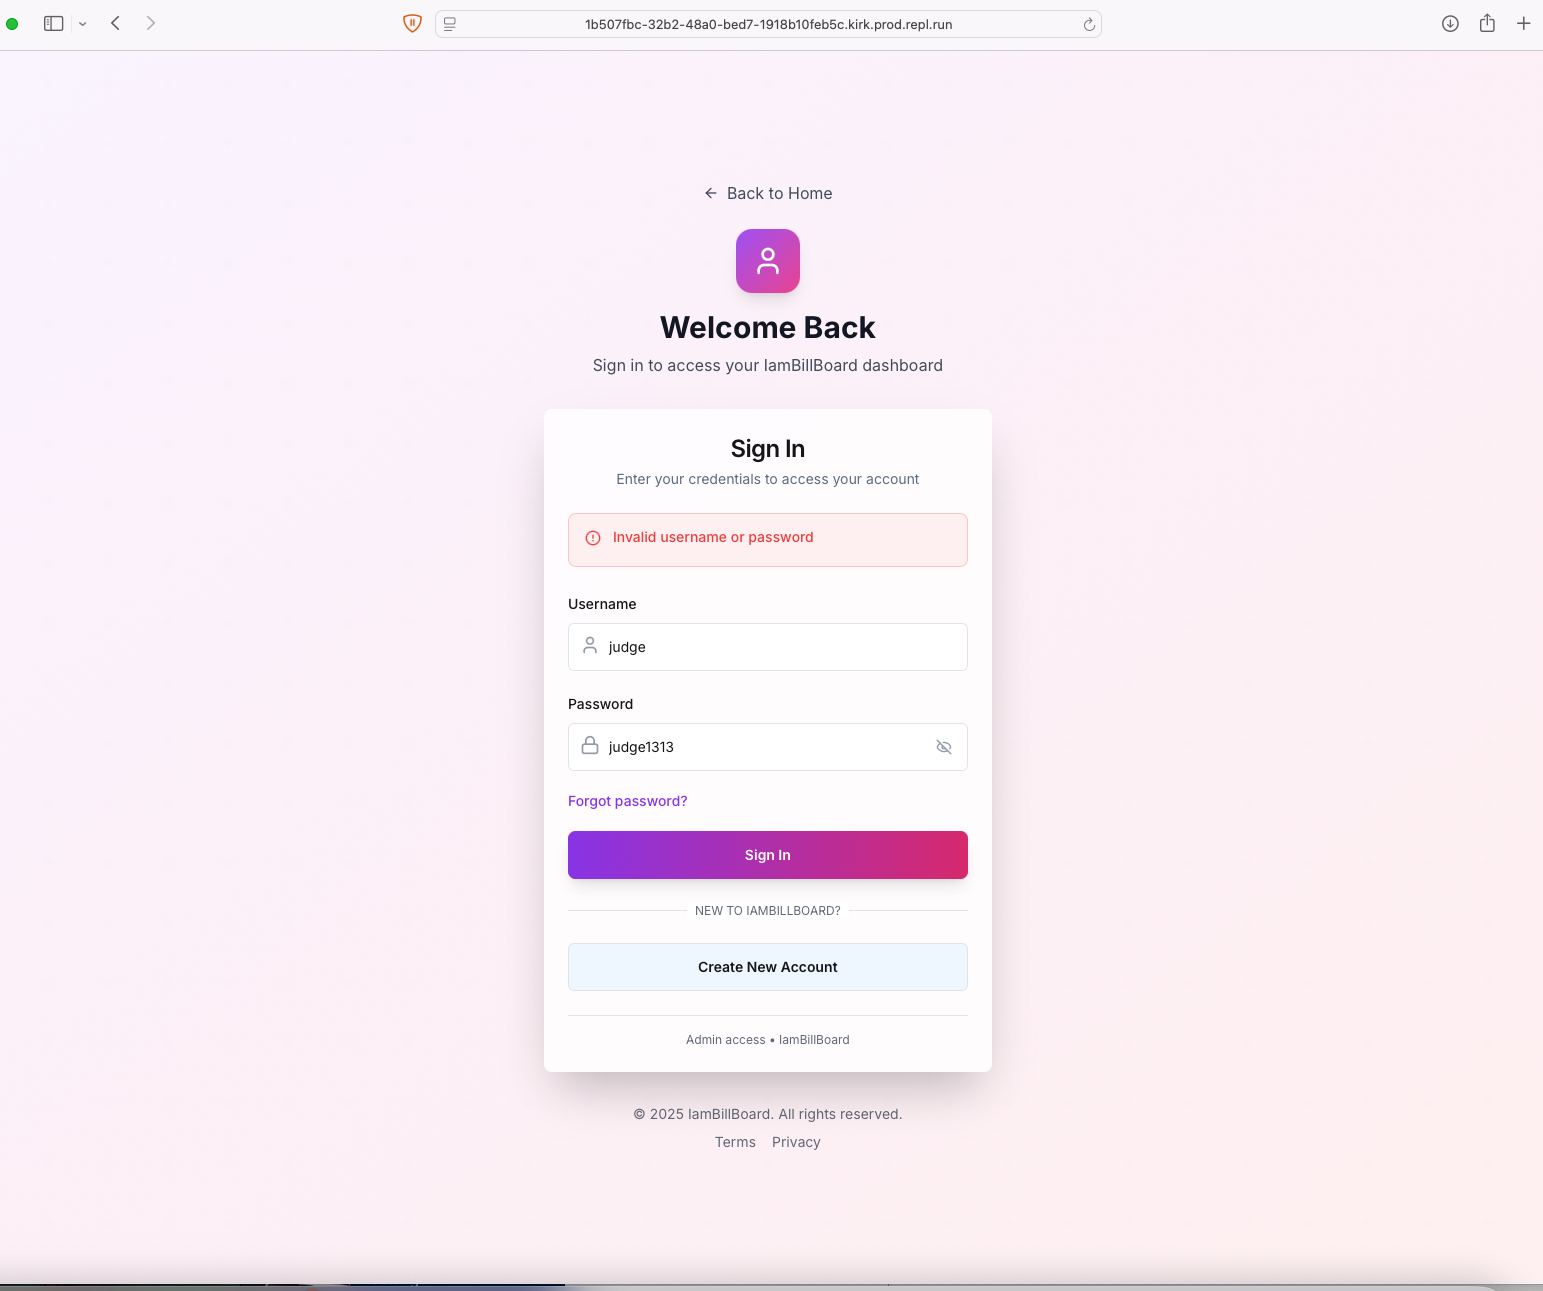 1b507fbc-32b2-48a0-bed7-1918b10feb5c.kirk.prod.repl.run
Back to Home
Welcome Back
Sign in to access your IamBillBoard dashboard
Sign In
Enter your credentials to access your account
Invalid username or password
Username
judge
Password
judge1313
Forgot password?
Sign In
NEW TO IAMBILLBOARD?
Create New Account
Admin access • IamBillBoard
© 2025 IamBillBoard. All rights reserved.
Terms Privacy